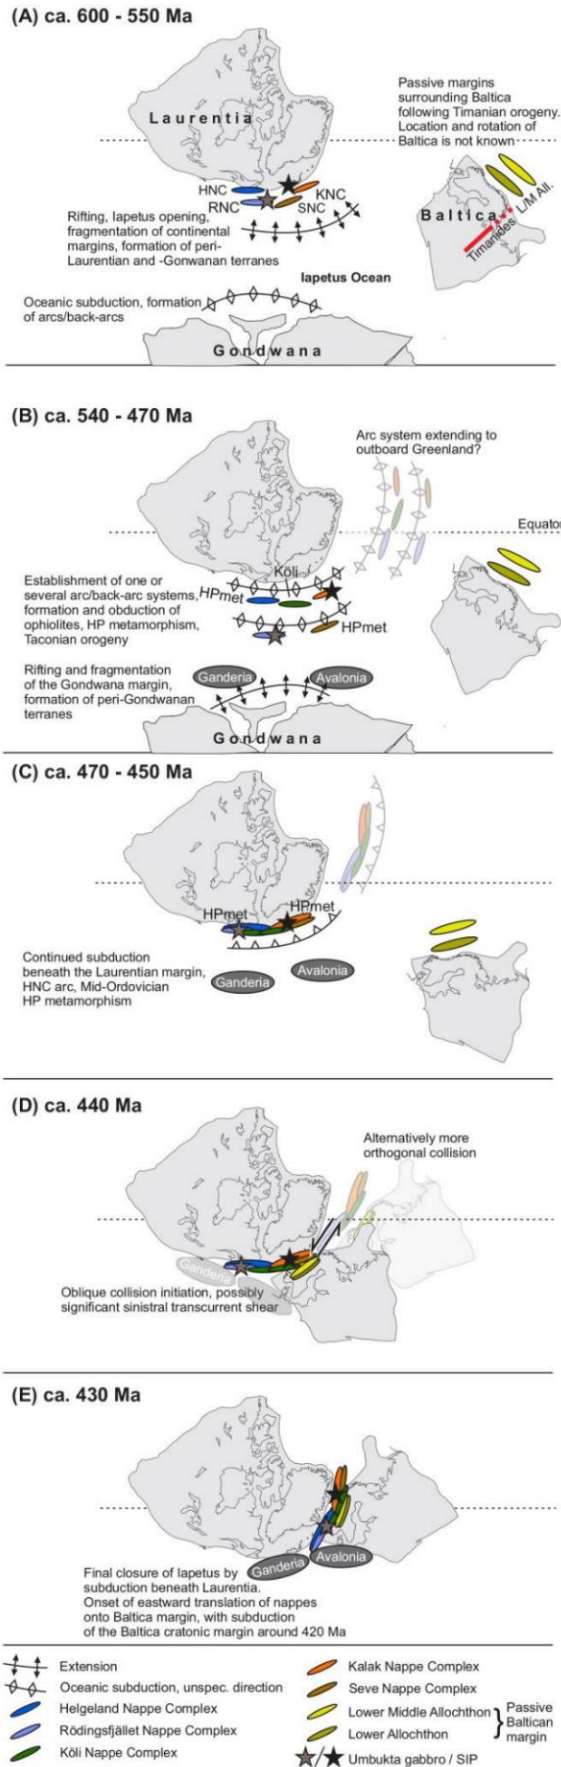 (A) ca. 600 - 550 Ma
Laurentia
Passive margins
surrounding Baltica
following Timanian orogeny.
Location and rotation of
Baltica is not known
HNC
KNC
RNC
SNC
L/M All.
Baltica
Timanides
Rifting, Iapetus opening,
fragmentation of continental
margins, formation of peri-
Laurentian and -Gonwanan terranes
Iapetus Ocean
Oceanic subduction, formation
of arcs/back-arcs
Gondwana
(B) ca. 540 - 470 Ma
Arc system extending to
outboard Greenland?
Equator
Köli
Establishment of one or
several arc/back-arc systems,
formation and obduction of
ophiolites, HP metamorphism,
Taconian orogeny
HPmet
HPmet
Rifting and fragmentation
of the Gondwana margin,
formation of peri-Gondwanan
terranes
Ganderia
Avalonia
Gondwana
(C) ca. 470 - 450 Ma
HPmet
HPmet
Continued subduction
beneath the Laurentian margin,
HNC arc, Mid-Ordovician
HP metamorphism
Ganderia
Avalonia
(D) ca. 440 Ma
Alternatively more
orthogonal collision
Ganderia
Oblique collision initiation, possibly
significant sinistral transcurrent shear
(E) ca. 430 Ma
Ganderia
Avalonia
Final closure of Iapetus by
subduction beneath Laurentia.
Onset of eastward translation of nappes
onto Baltica margin, with subduction
of the Baltica cratonic margin around 420 Ma
Extension
Oceanic subduction, unspec. direction
Helgeland Nappe Complex
Rödingsfjället Nappe Complex
Köli Nappe Complex
Kalak Nappe Complex
Seve Nappe Complex
Lower Middle Allochthon
Lower Allochthon
Passive
Baltican
margin
Umbukta gabbro / SIP